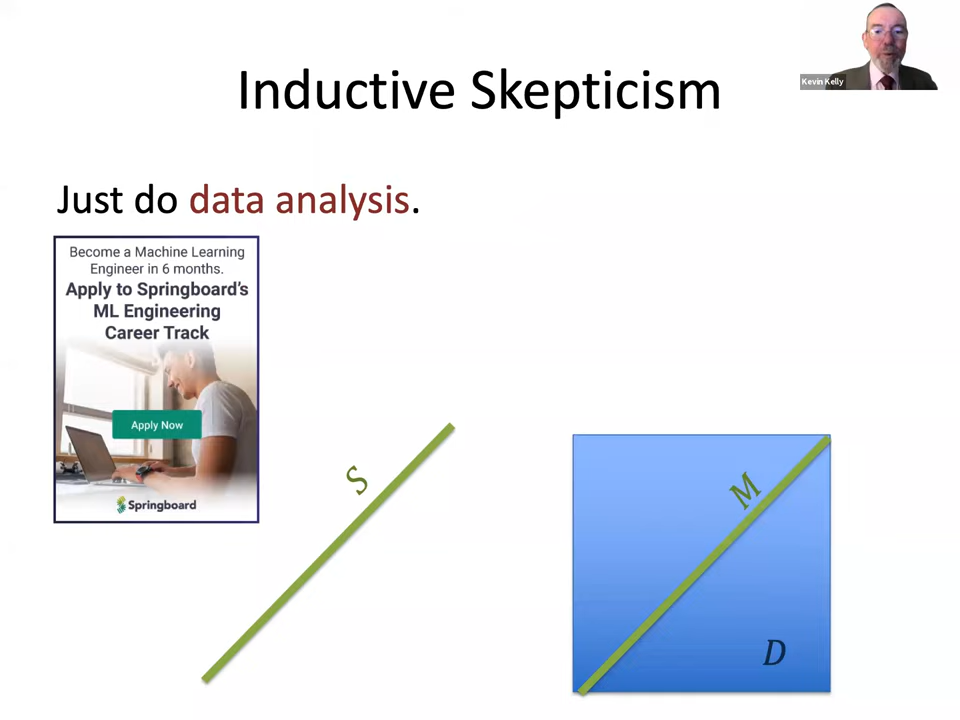 Kevin Kelly
Inductive Skepticism
Just do data analysis.
Become a Machine Learning
Engineer in 6 months.
Apply to Springboard's
ML Engineering
Career Track
Apply Now
Springboard
S
M
D